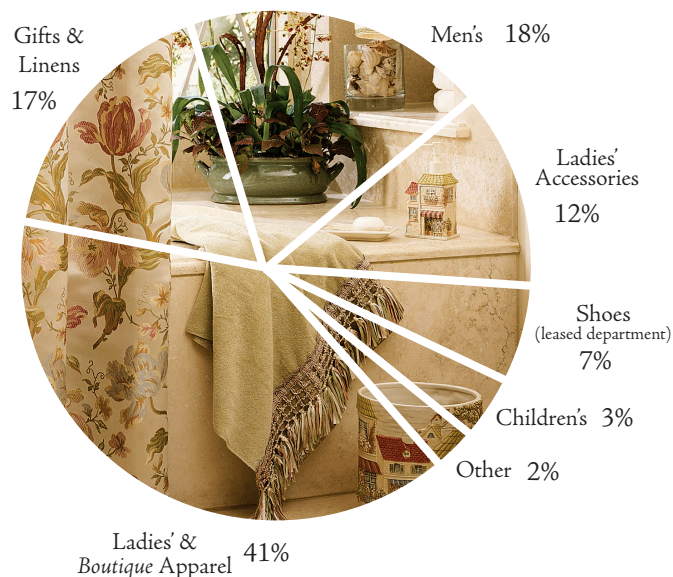 Gifts &
Linens
17%
Men's 18%
Ladies'
Accessories
12%
Shoes
(leased department)
7%
Children's 3%
Other 2%
Ladies' &
Boutique Apparel 41%